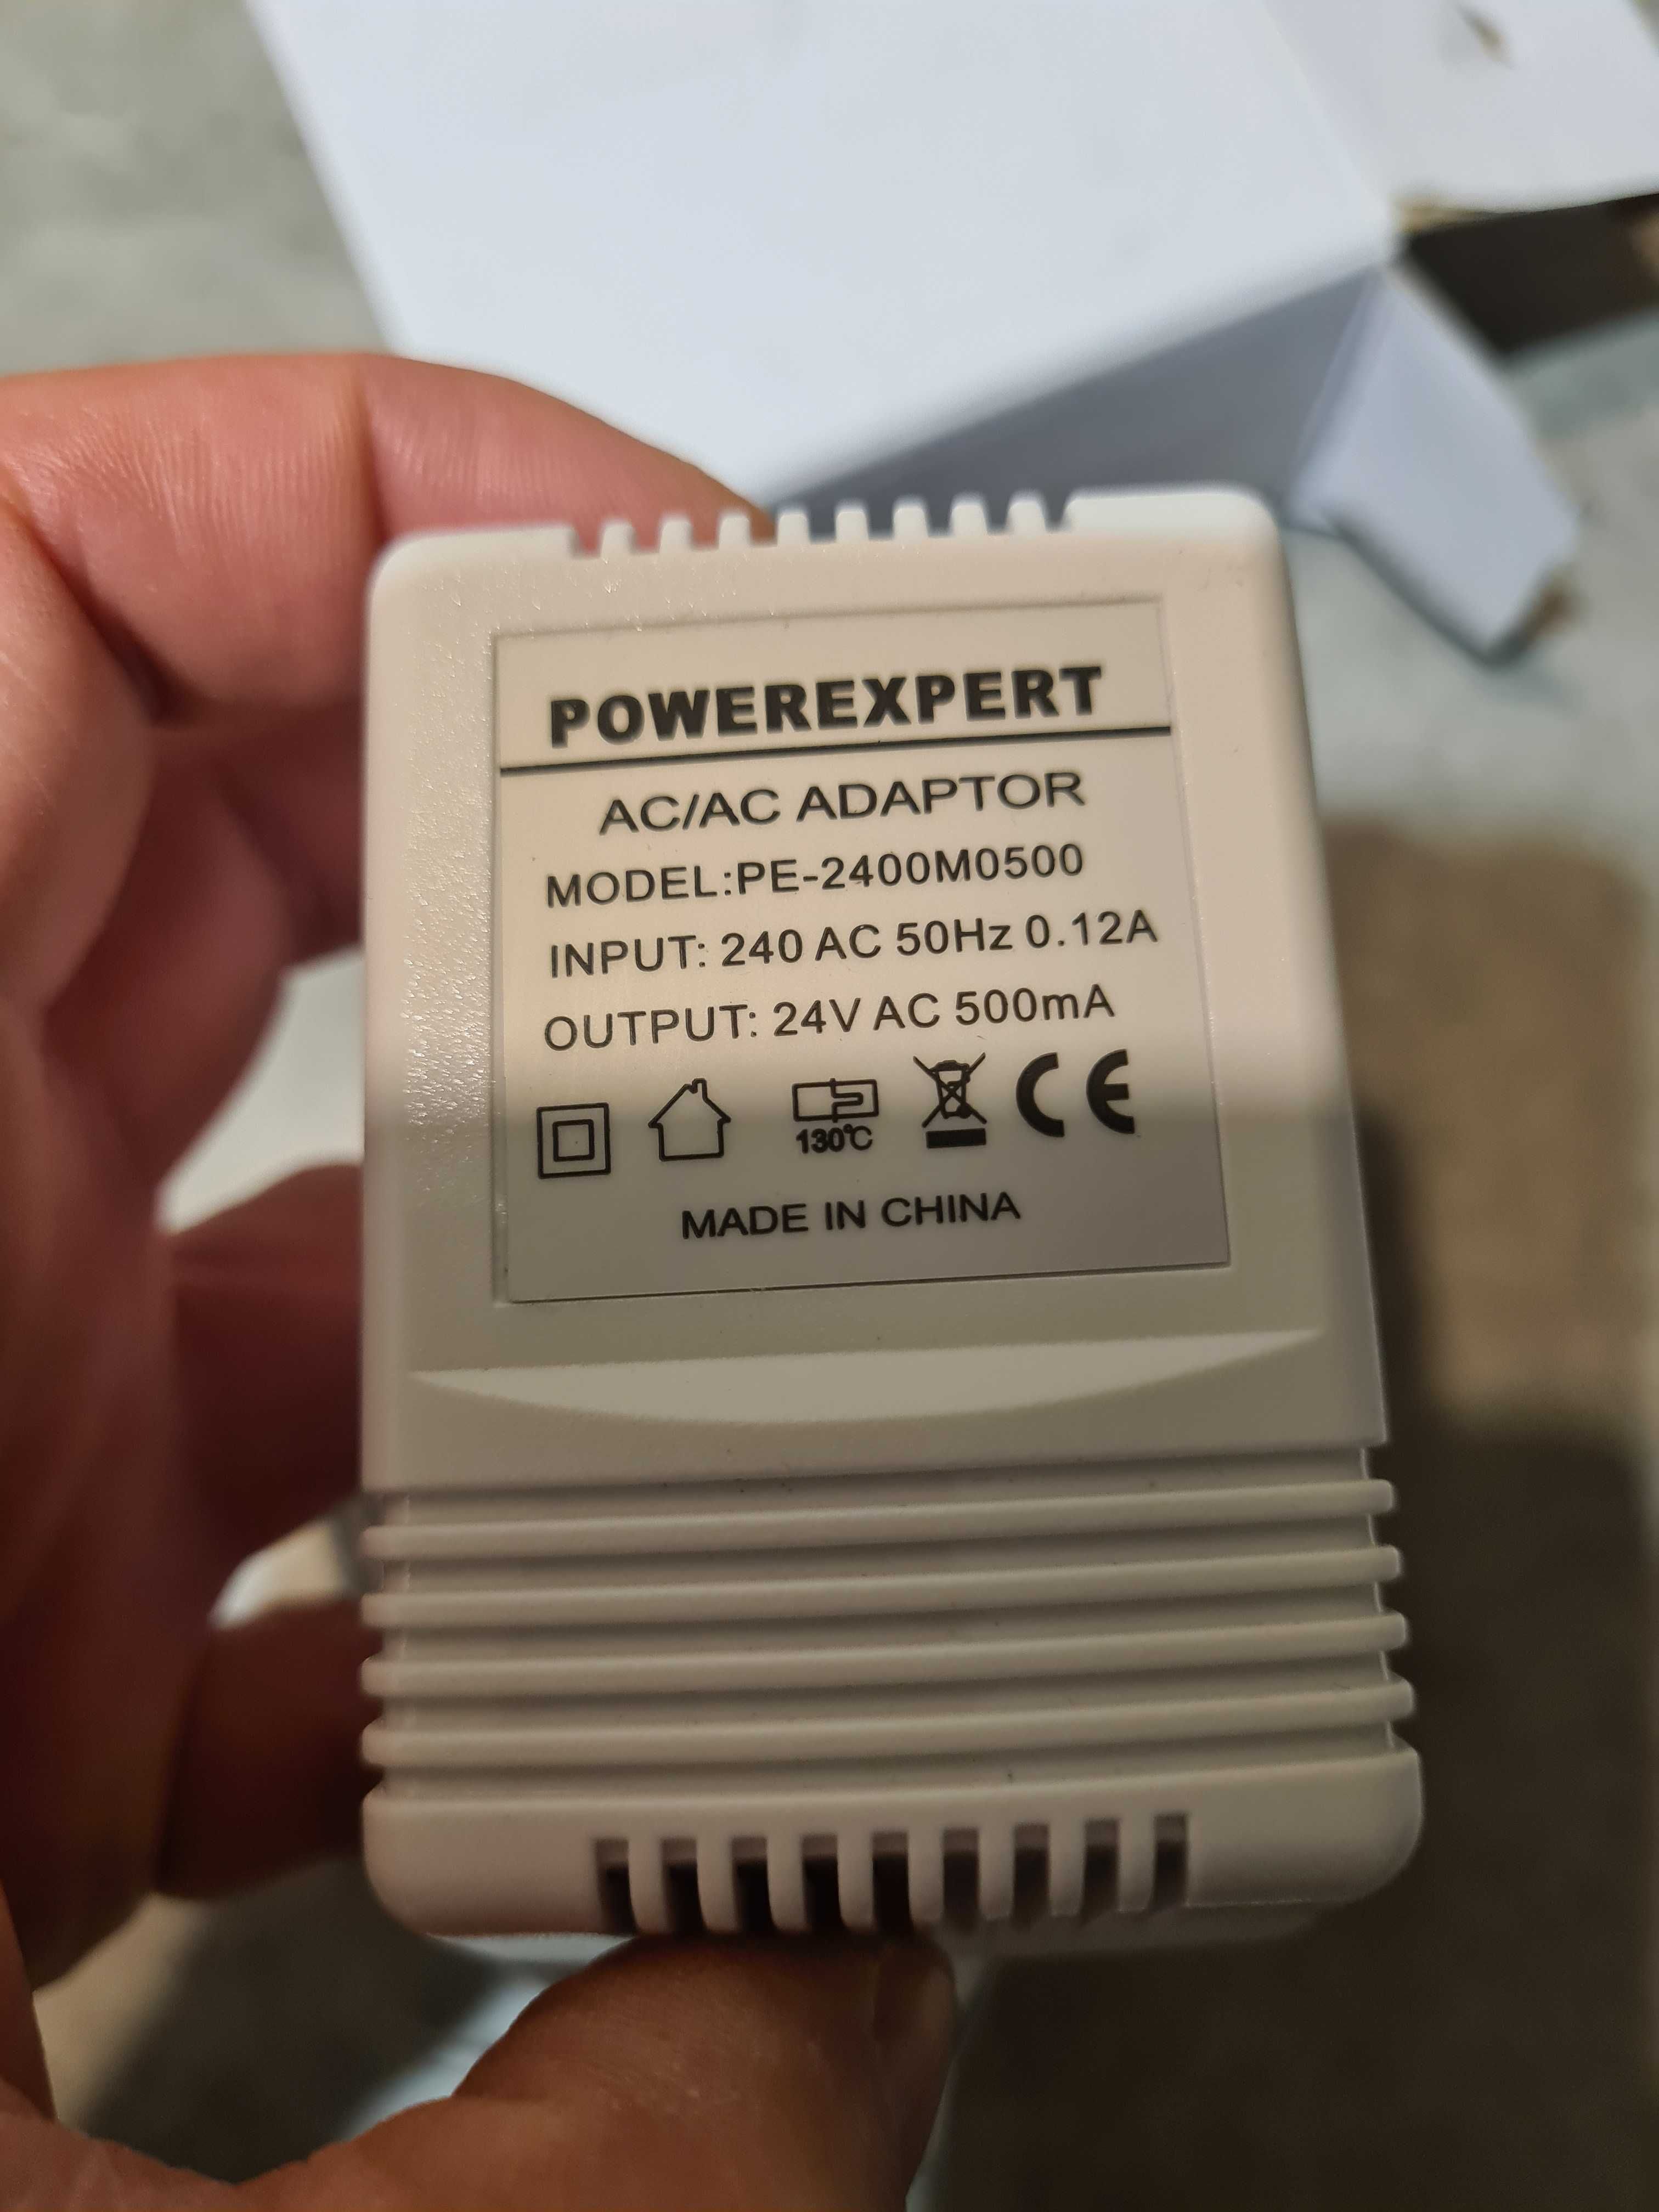 POWEREXPERT
AC/AC ADAPTOR
MODEL:PE-2400M0500
INPUT: 240 AC 50Hz 0.12A
OUTPUT: 24V AC 500mA
130℃ CE
MADE IN CHINA